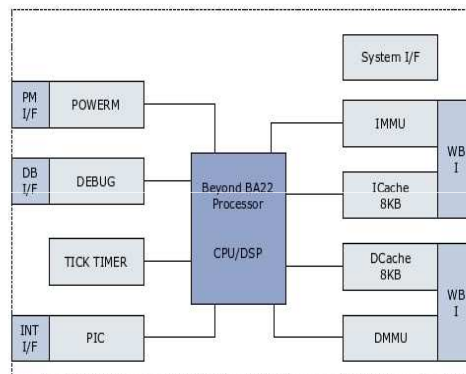 System I/F
PM
I/F
POWERM
IMMU
WB
I
DB
I/F
DEBUG
Beyond BA22
Processor
CPU/DSP
ICache
8KB
TICK TIMER
DCache
8KB
WB
I
INT
I/F
PIC
DMMU